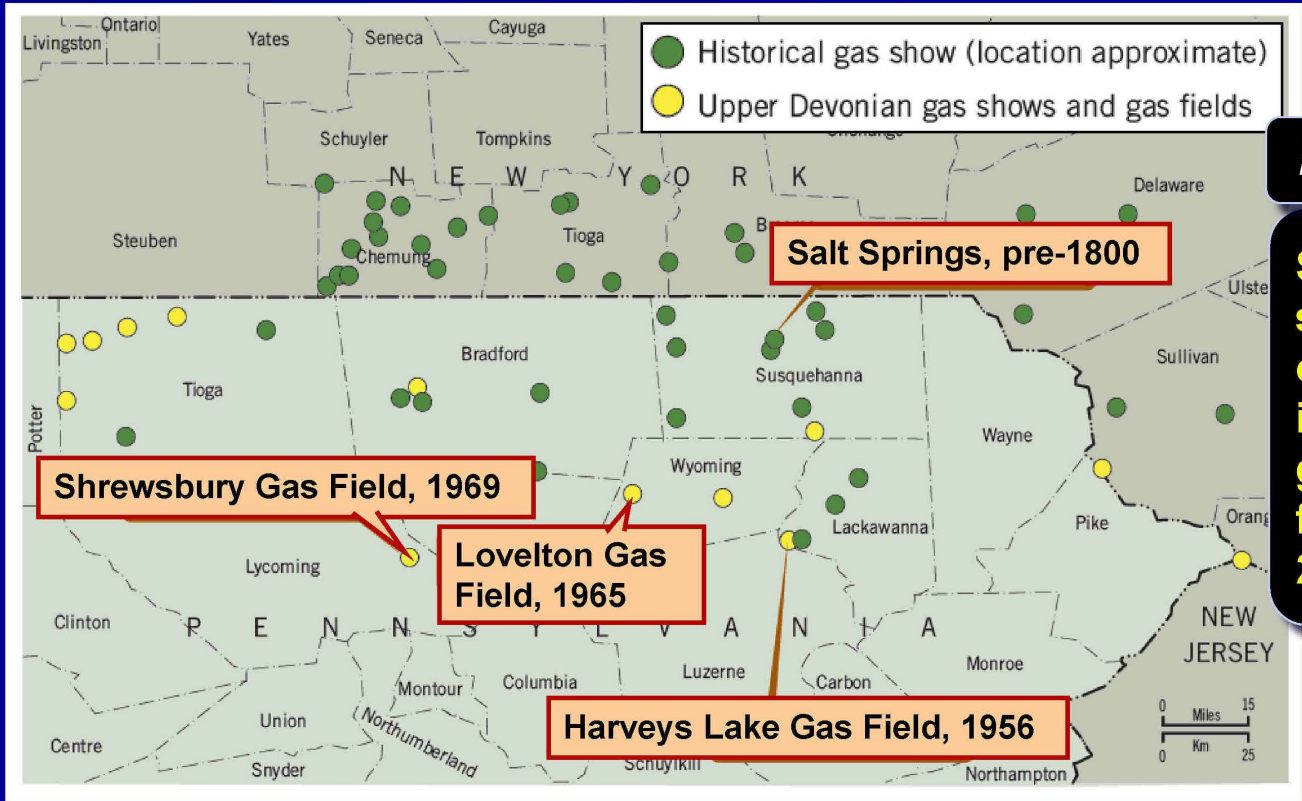 Ontario
Livingston
Yates
Seneca
Cayuga
Historical gas show (location approximate)
Upper Devonian gas shows and gas fields
Schuyler
Tompkins
NEW YORK
Delaware
Steuben
Chemung
Tioga
Salt Springs, pre-1800
Bradford
Tioga
Susquehanna
Sullivan
Potter
Wayne
Wyoming
Shrewsbury Gas Field, 1969
Lackawanna
Pike
Lovelton Gas
Field, 1965
Lycoming
Clinton
PENNSYLVANIA
NEW
JERSEY
Luzerne
Monroe
Montour
Columbia
Carbon
Union
Northumberland
Harveys Lake Gas Field, 1956
0 15
Miles
Km
0 25
Centre
Snyder
Schuylkill
Northampton